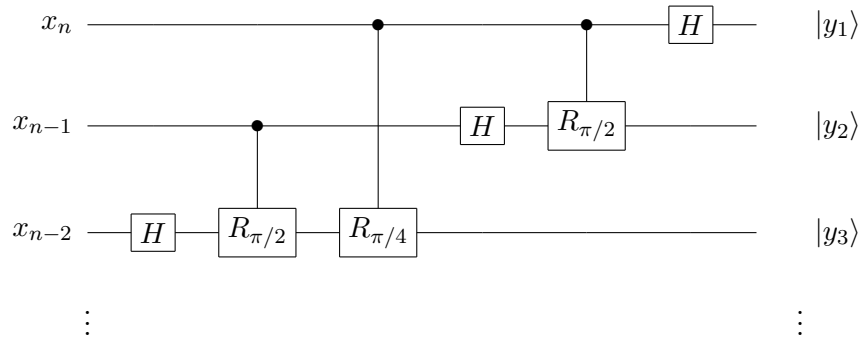 x_n H |y_1⟩
x_{n−1} H R_{π/2} |y_2⟩
x_{n−2} H R_{π/2} R_{π/4} |y_3⟩
⋮ ⋮